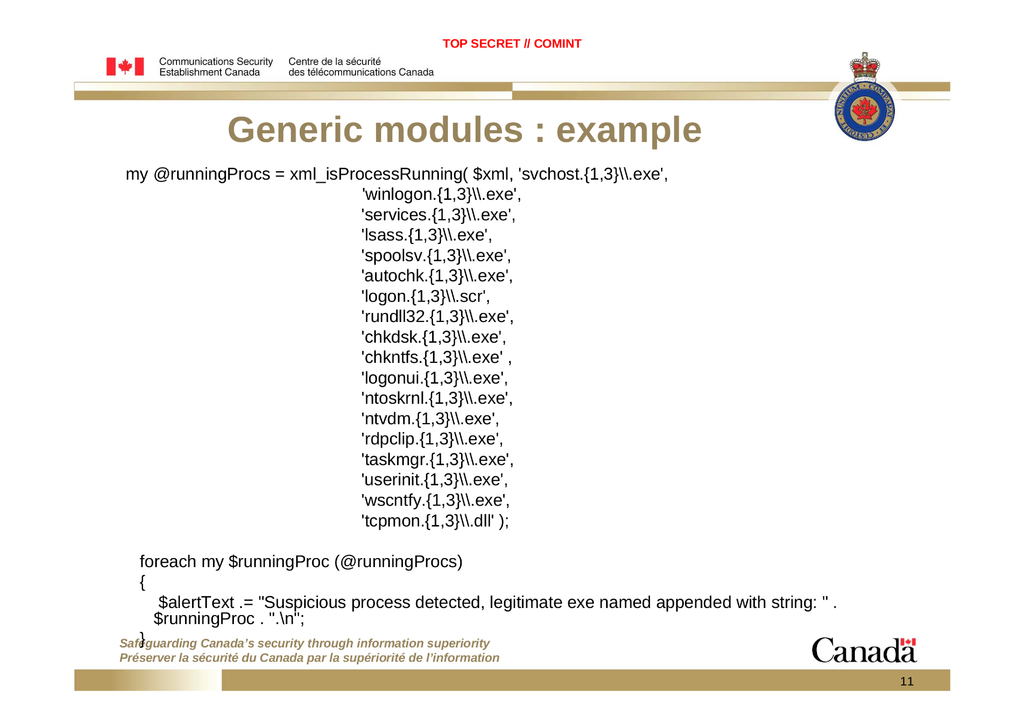 TOP SECRET // COMINT
Communications Security Centre de la sécurité
Establishment Canada des télécommunications Canada
Generic modules : example
my @runningProcs = xml_isProcessRunning( $xml, 'svchost.{1,3}\\.exe',
'winlogon.{1,3}\\.exe',
'services.{1,3}\\.exe',
'lsass.{1,3}\\.exe',
'spoolsv.{1,3}\\.exe',
'autochk.{1,3}\\.exe',
'logon.{1,3}\\.scr',
'rundll32.{1,3}\\.exe',
'chkdsk.{1,3}\\.exe',
'chkntfs.{1,3}\\.exe' ,
'logonui.{1,3}\\.exe',
'ntoskrnl.{1,3}\\.exe',
'ntvdm.{1,3}\\.exe',
'rdpclip.{1,3}\\.exe',
'taskmgr.{1,3}\\.exe',
'userinit.{1,3}\\.exe',
'wscntfy.{1,3}\\.exe',
'tcpmon.{1,3}\\.dll' );
foreach my $runningProc (@runningProcs)
{
$alertText .= "Suspicious process detected, legitimate exe named appended with string: " .
$runningProc . ".\n";
}
Safeguarding Canada's security through information superiority
Préserver la sécurité du Canada par la supériorité de l'information
Canada
11